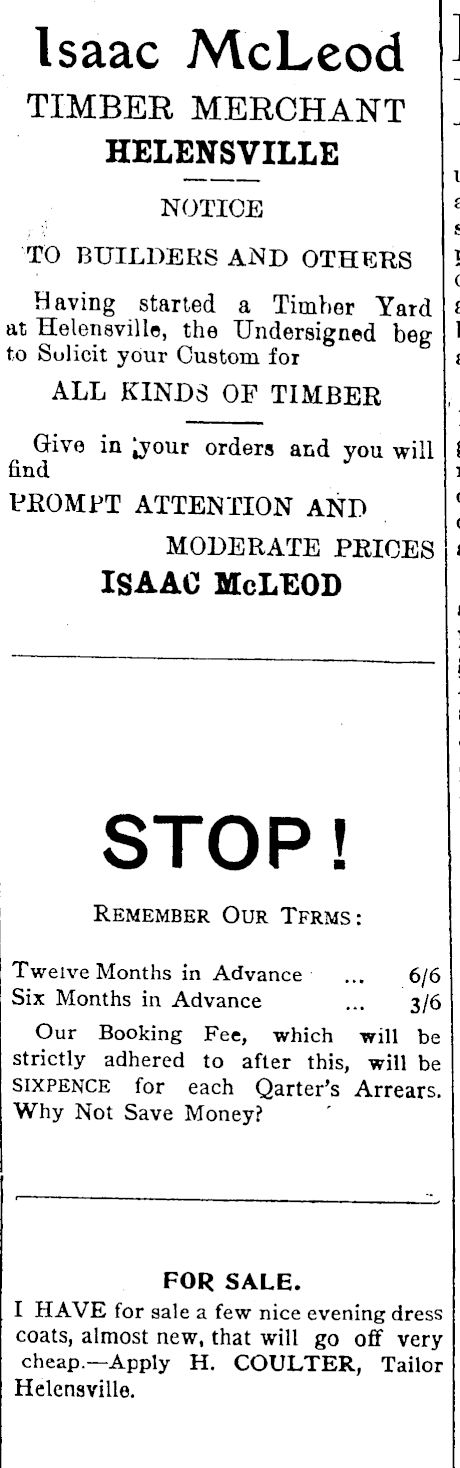 Isaac McLeod
TIMBER MERCHANT
HELENSVILLE
NOTICE
TO BUILDERS AND OTHERS
Having started a Timber Yard
at Helensville, the Undersigned beg
to Solicit your Custom for
ALL KINDS OF TIMBER
Give in your orders and you will
find
PROMPT ATTENTION AND
MODERATE PRICES
ISAAC McLEOD
STOP!
REMEMBER OUR TFRMS:
Twelve Months in Advance ... 6/6
Six Months in Advance ... 3/6
Our Booking Fee, which will be
strictly adhered to after this, will be
SIXPENCE for each Qarter's Arrears.
Why Not Save Money?
FOR SALE.
I HAVE for sale a few nice evening dress
coats, almost new, that will go off very
cheap.—Apply H. COULTER, Tailor
Helensville.